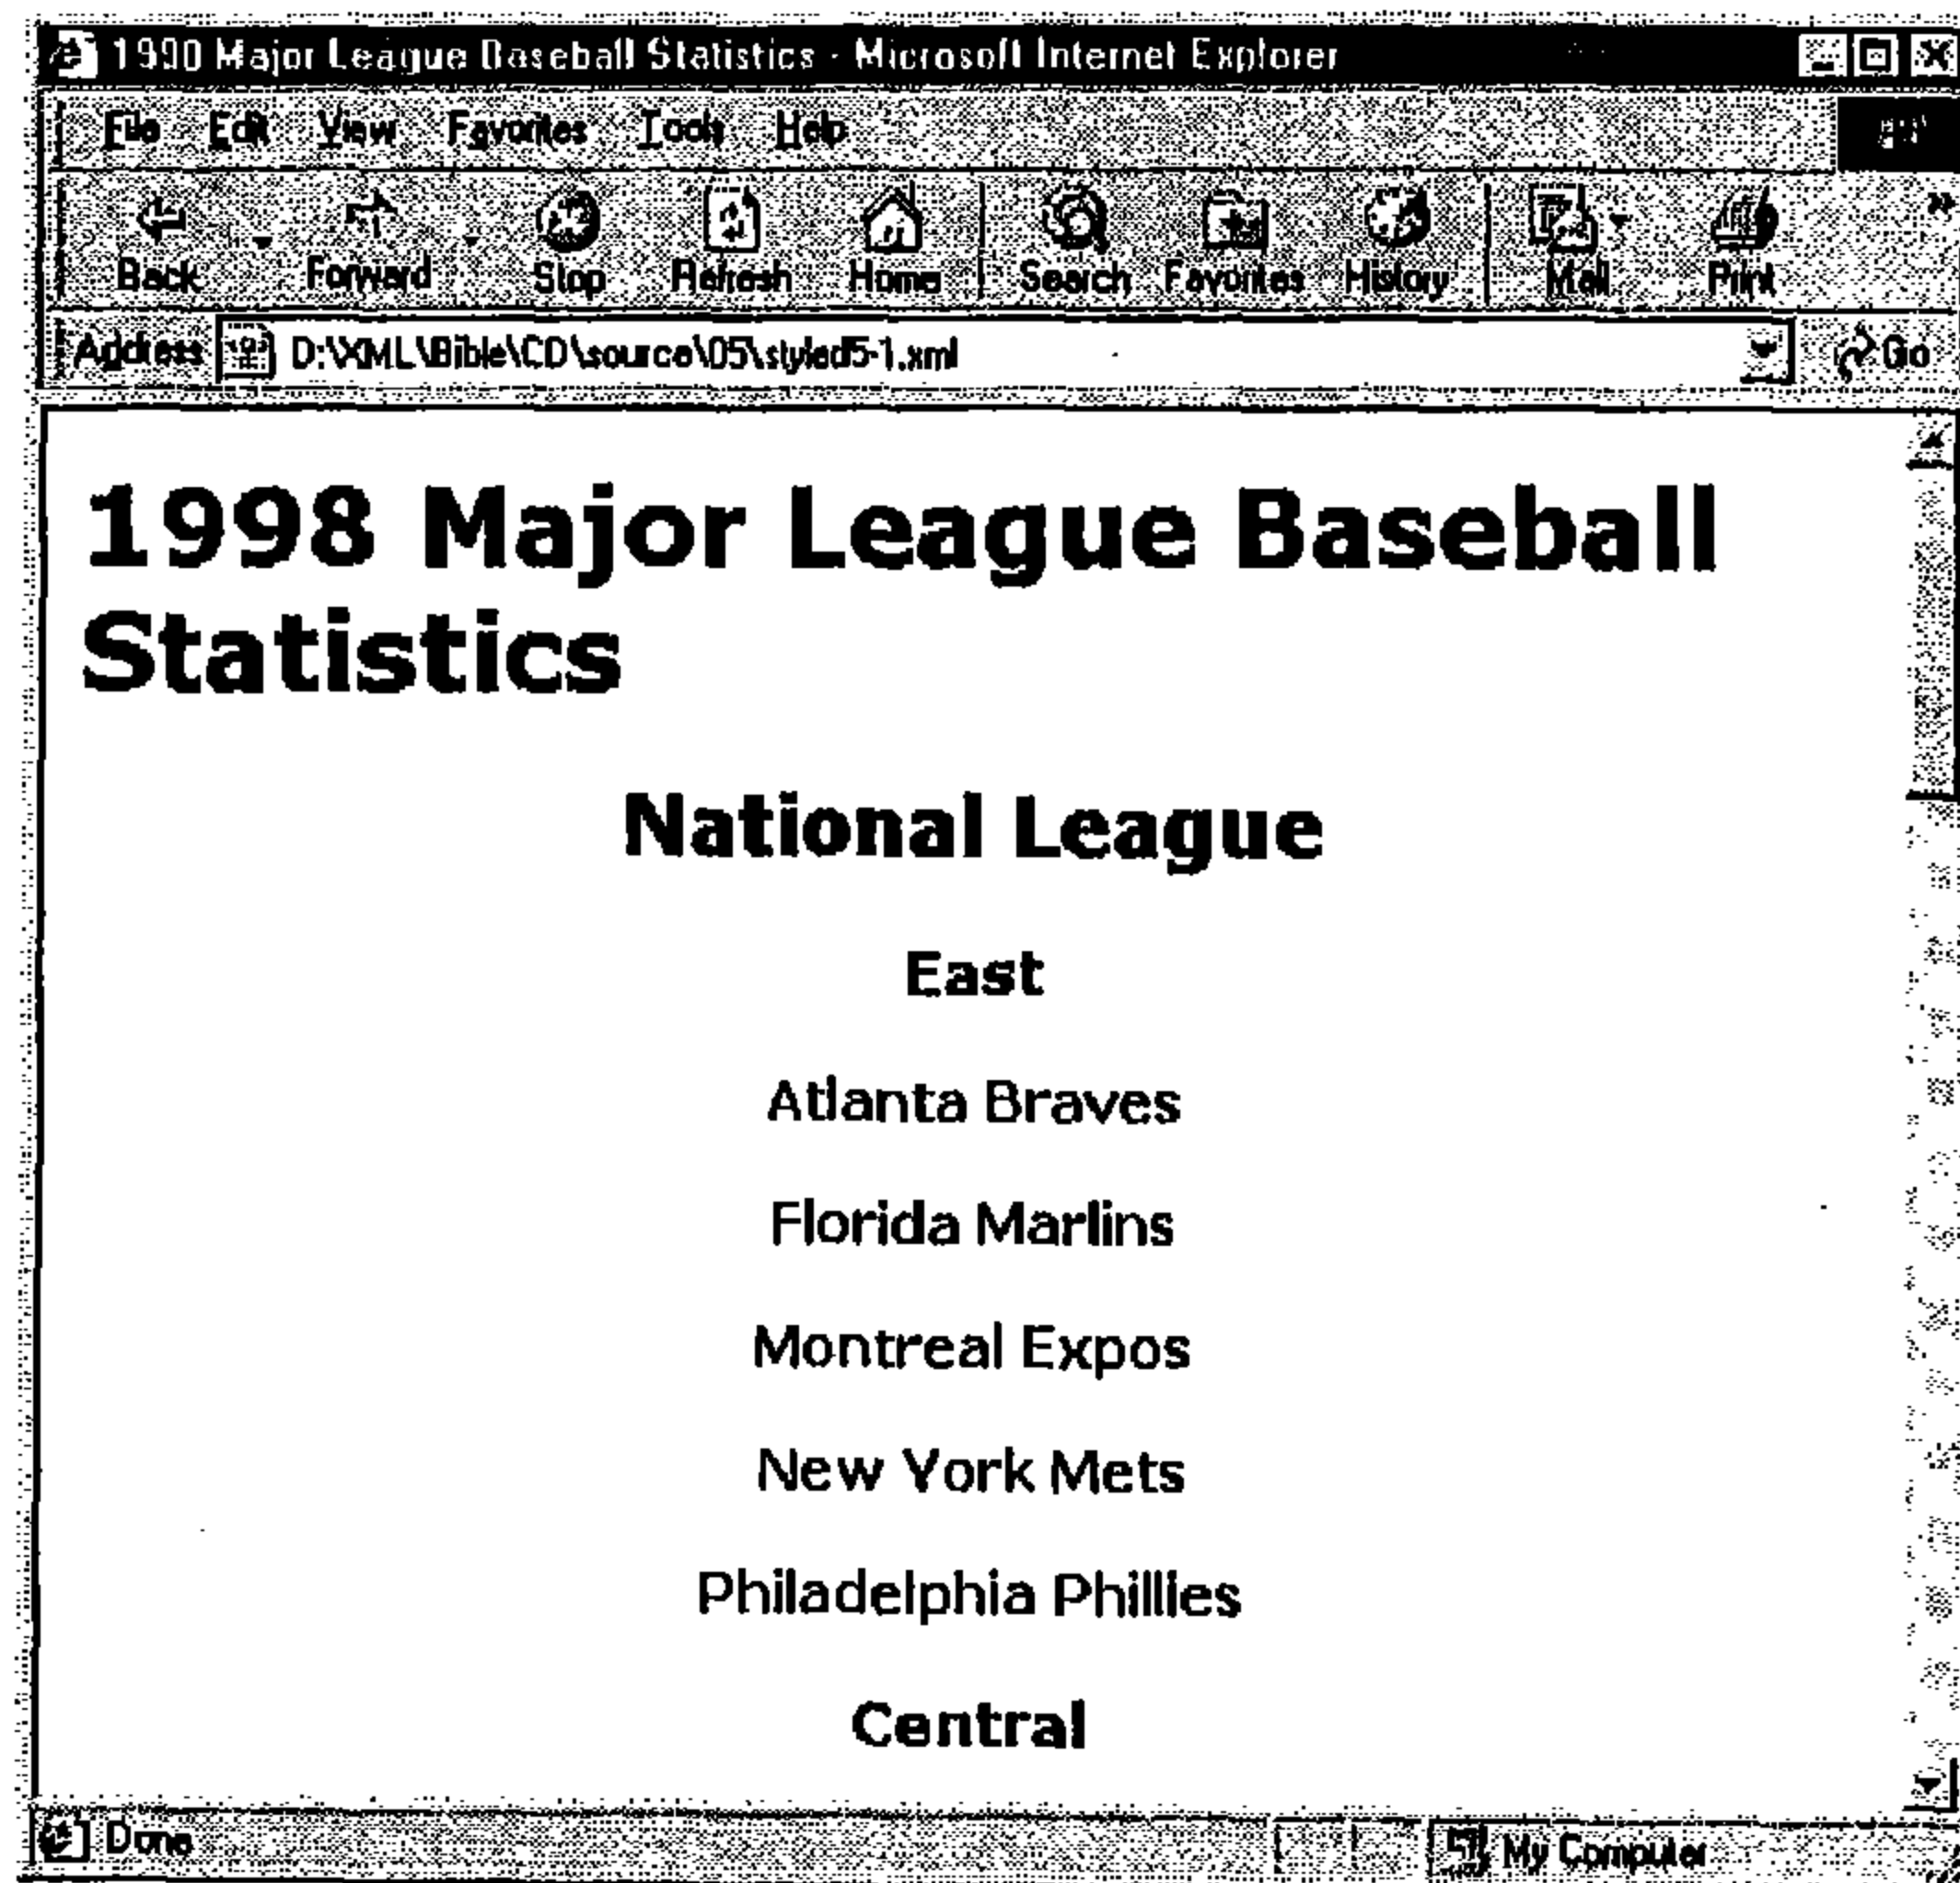 1998 Major League Baseball Statistics - Microsoft Internet Explorer
File Edit View Favorites Tools Help
Back Forward Stop Refresh Home Search Favorites History Mail Print
Address D:\XML\Bible\CD\source\05\styled5-1.xml Go
1998 Major League Baseball
Statistics
National League
East
Atlanta Braves
Florida Marlins
Montreal Expos
New York Mets
Philadelphia Phillies
Central
Done My Computer